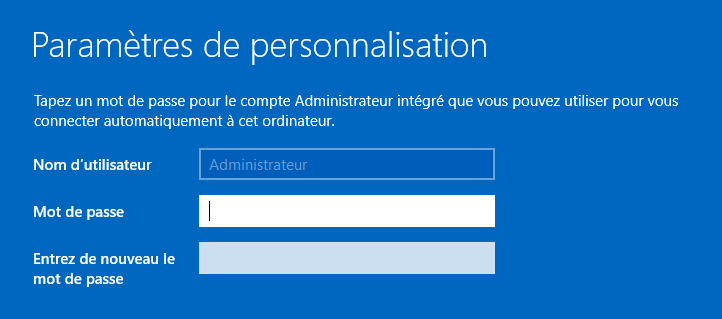 Paramètres de personnalisation
Tapez un mot de passe pour le compte Administrateur intégré que vous pouvez utiliser pour vous
connecter automatiquement à cet ordinateur.
Nom d'utilisateur
Administrateur
Mot de passe
Entrez de nouveau le
mot de passe